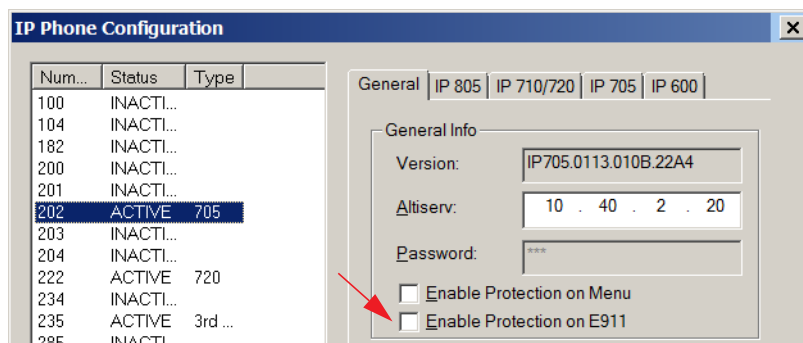 IP Phone Configuration
Num... Status Type
100 INACTI...
104 INACTI...
182 INACTI...
200 INACTI...
201 INACTI...
202 ACTIVE 705
203 INACTI...
204 INACTI...
222 ACTIVE 720
234 INACTI...
235 ACTIVE 3rd ...
285 INACTI
General IP 805 IP 710/720 IP 705 IP 600
General Info
Version: IP705.0113.010B.22A4
Altiserv: 10 . 40 . 2 . 20
Password: ***
Enable Protection on Menu
Enable Protection on E911